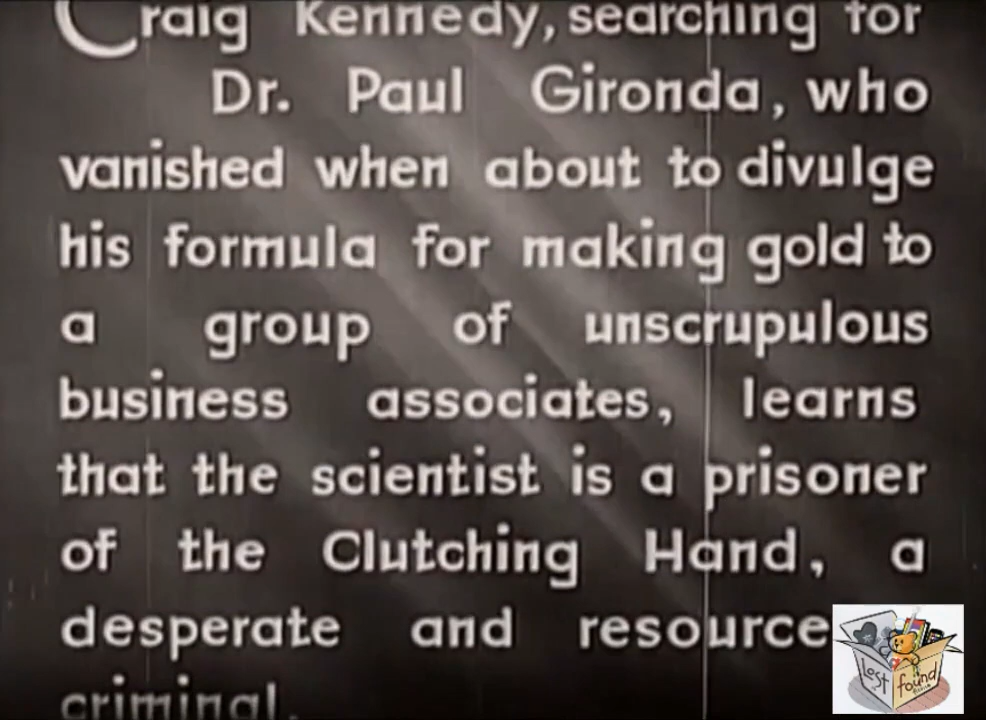 Craig Kennedy, searching for
Dr. Paul Gironda, who
vanished when about to divulge
his formula for making gold to
a group of unscrupulous
business associates, learns
that the scientist is a prisoner
of the Clutching Hand, a
desperate and resource
criminal.
Lost
found